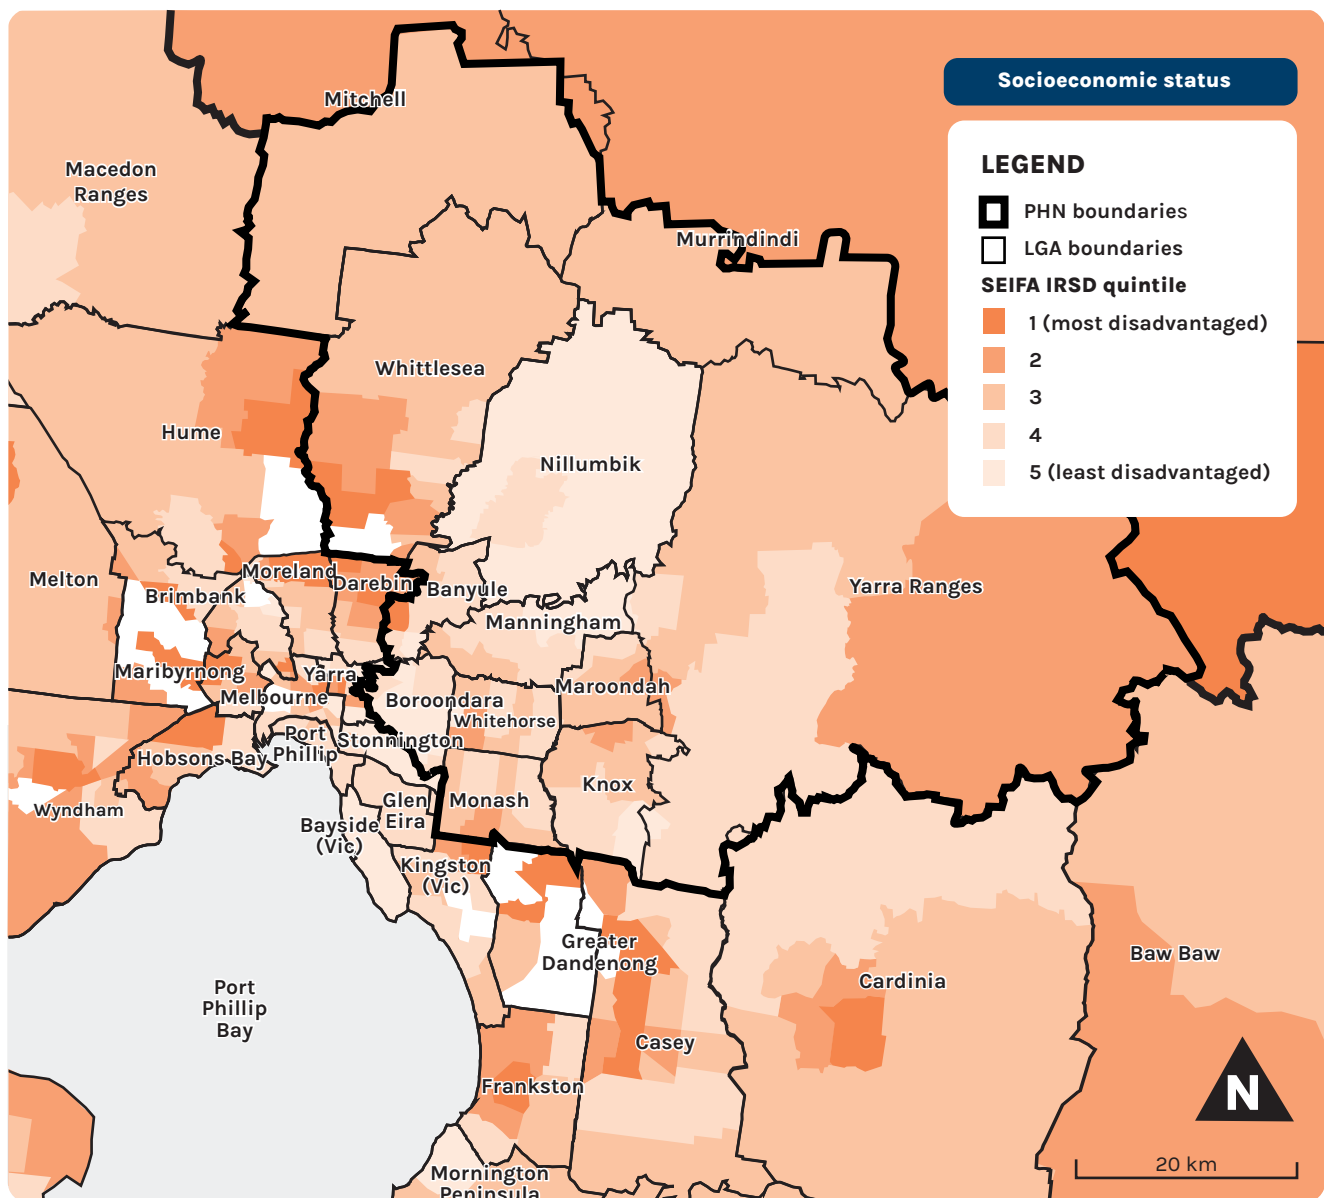 Socioeconomic status
LEGEND
PHN boundaries
LGA boundaries
SEIFA IRSD quintile
1 (most disadvantaged)
2
3
4
5 (least disadvantaged)
Mitchell
Macedon
Ranges
Murrindindi
Whittlesea
Hume
Nillumbik
Melton
Moreland
Darebin
Banyule
Yarra Ranges
Brimbank
Manningham
Maribyrnong
Yarra
Melbourne
Boroondara
Maroondah
Whitehorse
Port
Phillip
Stonnington
Hobsons Bay
Knox
Wyndham
Glen
Eira
Monash
Bayside
(Vic)
Kingston
(Vic)
Greater
Dandenong
Baw Baw
Cardinia
Port
Phillip
Bay
Casey
Frankston
N
Mornington
Peninsula
20 km